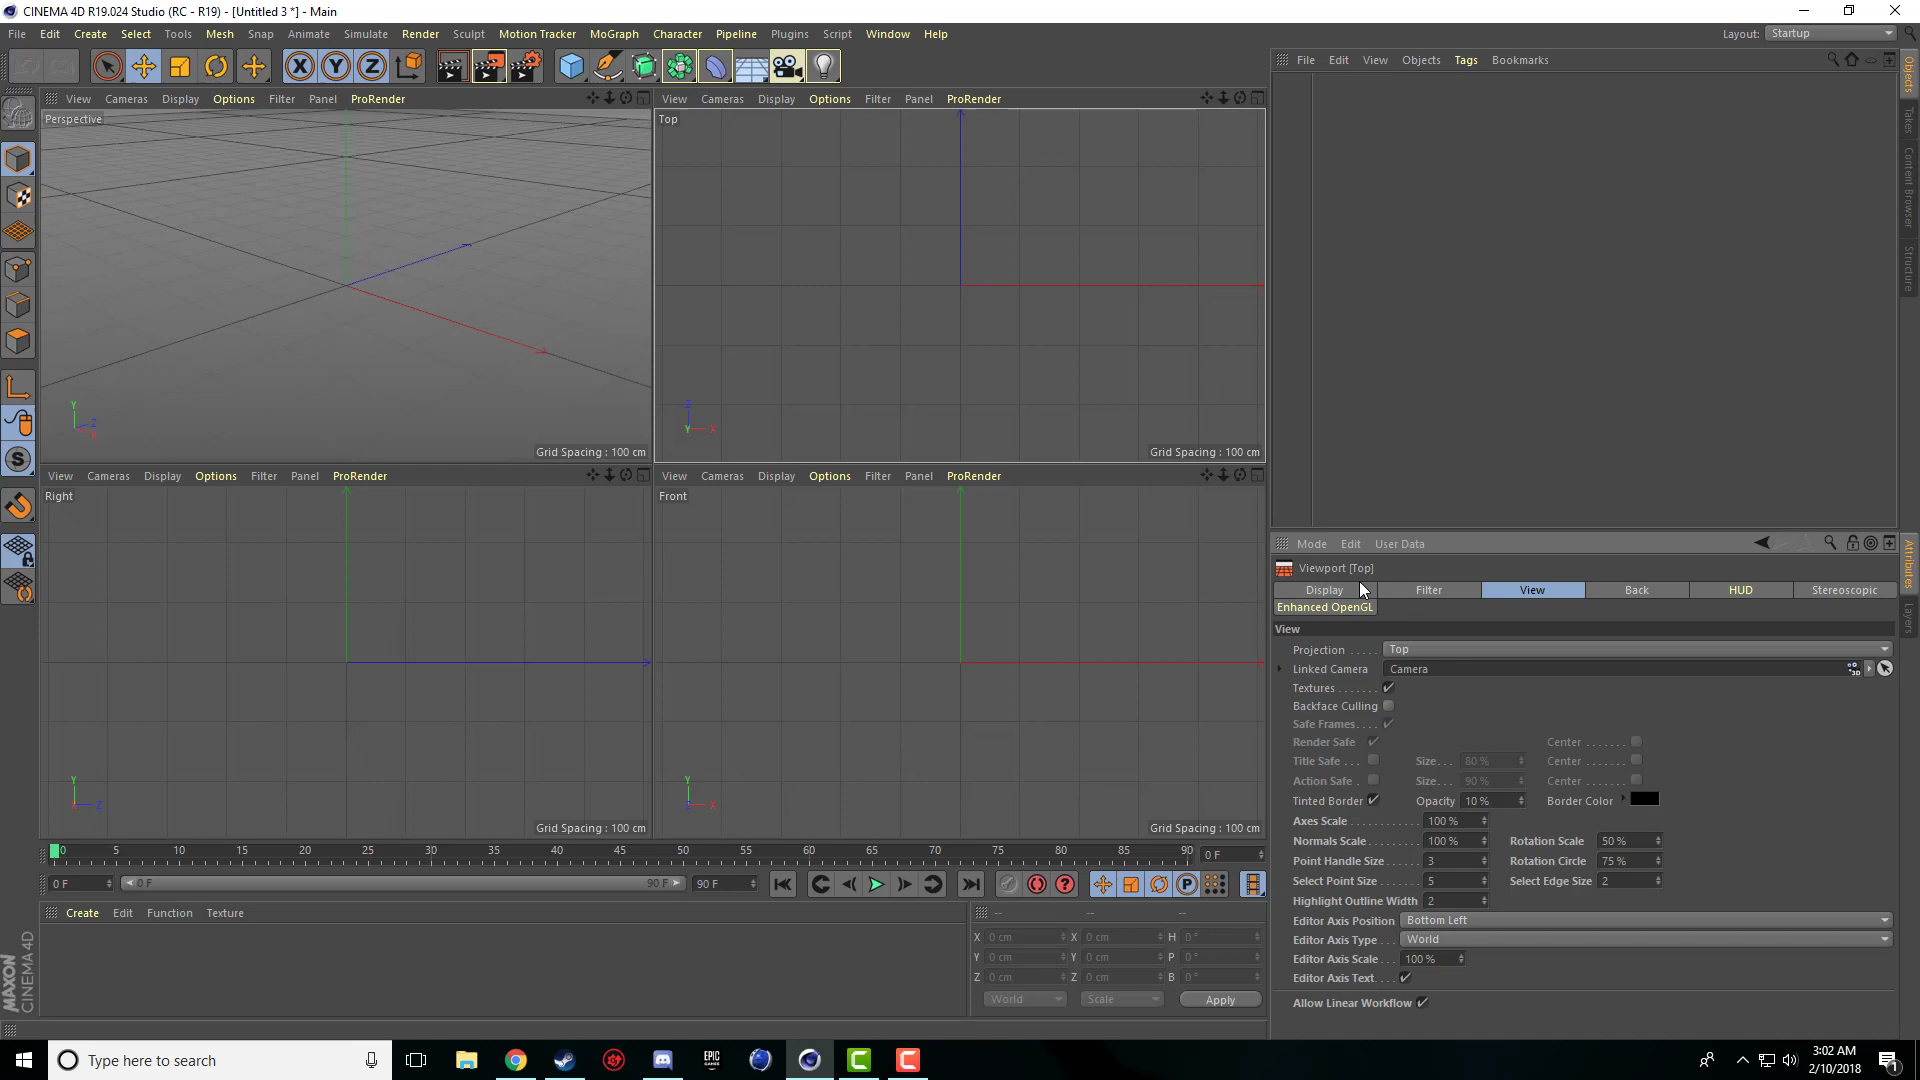 CINEMA 4D R19.024 Studio (RC - R19) - [Untitled 3 *] - Main
File Edit Create Select Tools Mesh Snap Animate Simulate Render Sculpt Motion Tracker MoGraph Character Pipeline Plugins Script Window Help
Layout: Startup
X Y Z
File Edit View Objects Tags Bookmarks
Objects
Takes
Content Browser
Structure
View Cameras Display Options Filter Panel ProRender
Perspective
Y
Z
X
Grid Spacing : 100 cm
View Cameras Display Options Filter Panel ProRender
Top
Z
Y X
Grid Spacing : 100 cm
View Cameras Display Options Filter Panel ProRender
Right
Y
X Z
Grid Spacing : 100 cm
View Cameras Display Options Filter Panel ProRender
Front
Y
Z X
Grid Spacing : 100 cm
S
Mode Edit User Data
Viewport [Top]
Display Filter View Back HUD Stereoscopic
Enhanced OpenGL
View
Projection ..... Top
Linked Camera Camera
Textures .......
Backface Culling
Safe Frames....
Render Safe Center .......
Title Safe ... Size... 80 % Center .......
Action Safe . Size... 90 % Center .......
Tinted Border Opacity 10 % Border Color
Axes Scale ............ 100 %
Normals Scale....... 100 % Rotation Scale 50 %
Point Handle Size .... 3 Rotation Circle 75 %
Select Point Size .... 5 Select Edge Size 2
Highlight Outline Width 2
Editor Axis Position Bottom Left
Editor Axis Type ... World
Editor Axis Scale .. 100 %
Editor Axis Text....
Allow Linear Workflow
Attributes
Layers
0 5 10 15 20 25 30 35 40 45 50 55 60 65 70 75 80 85 90
0 F
0 F 0 F 90 F 90 F
P
Create Edit Function Texture
-- -- --
X 0 cm X 0 cm H 0 °
Y 0 cm Y 0 cm P 0 °
Z 0 cm Z 0 cm B 0 °
World Scale Apply
MAXON
CINEMA 4D
Type here to search
EPIC
GAMES
3:02 AM
2/10/2018
1